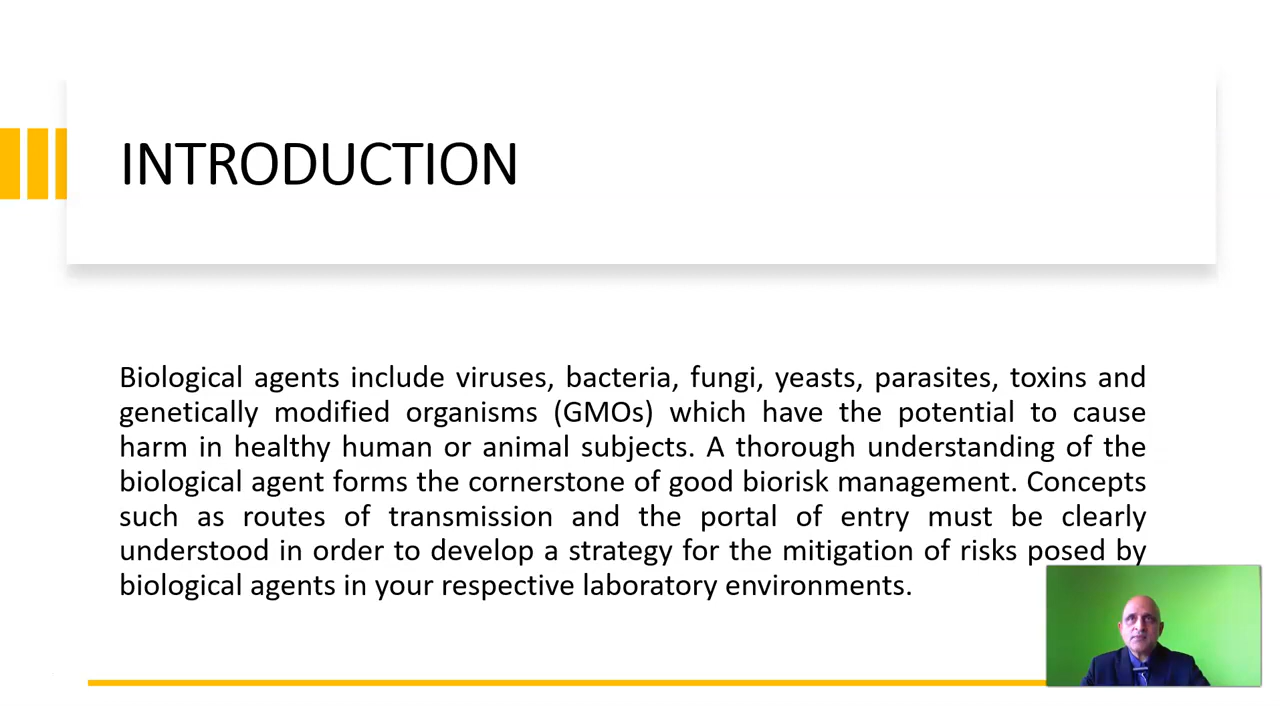 INTRODUCTION
Biological agents include viruses, bacteria, fungi, yeasts, parasites, toxins and
genetically modified organisms (GMOs) which have the potential to cause
harm in healthy human or animal subjects. A thorough understanding of the
biological agent forms the cornerstone of good biorisk management. Concepts
such as routes of transmission and the portal of entry must be clearly
understood in order to develop a strategy for the mitigation of risks posed by
biological agents in your respective laboratory environments.